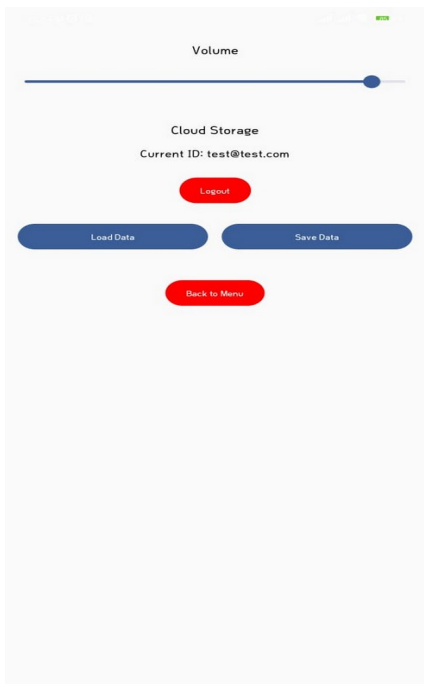 Volume
Cloud Storage
Current ID: test@test.com
Logout
Load Data
Save Data
Back to Menu